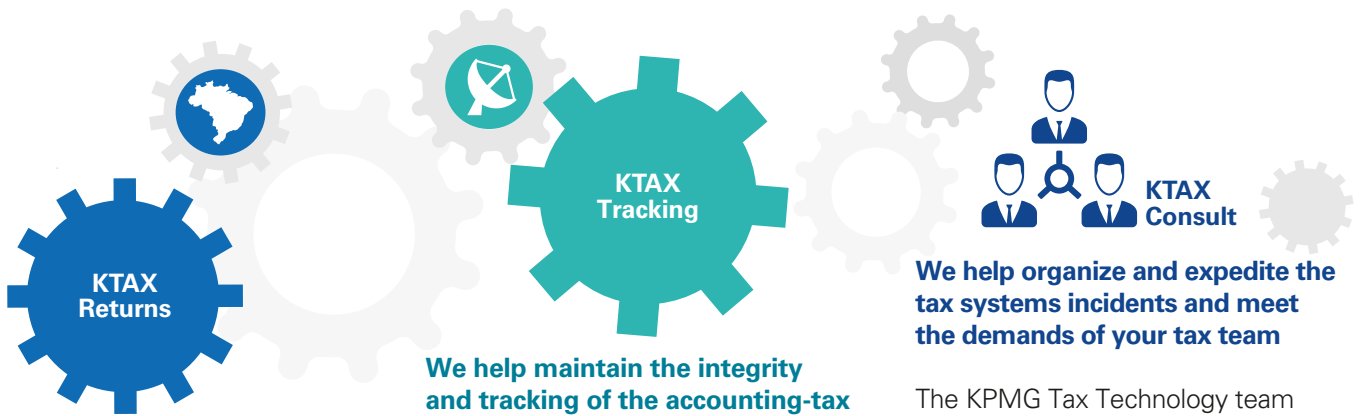 KTAX
Returns
KTAX
Tracking
We help maintain the integrity
and tracking of the accounting-tax
KTAX
Consult
We help organize and expedite the
tax systems incidents and meet
the demands of your tax team
The KPMG Tax Technology team